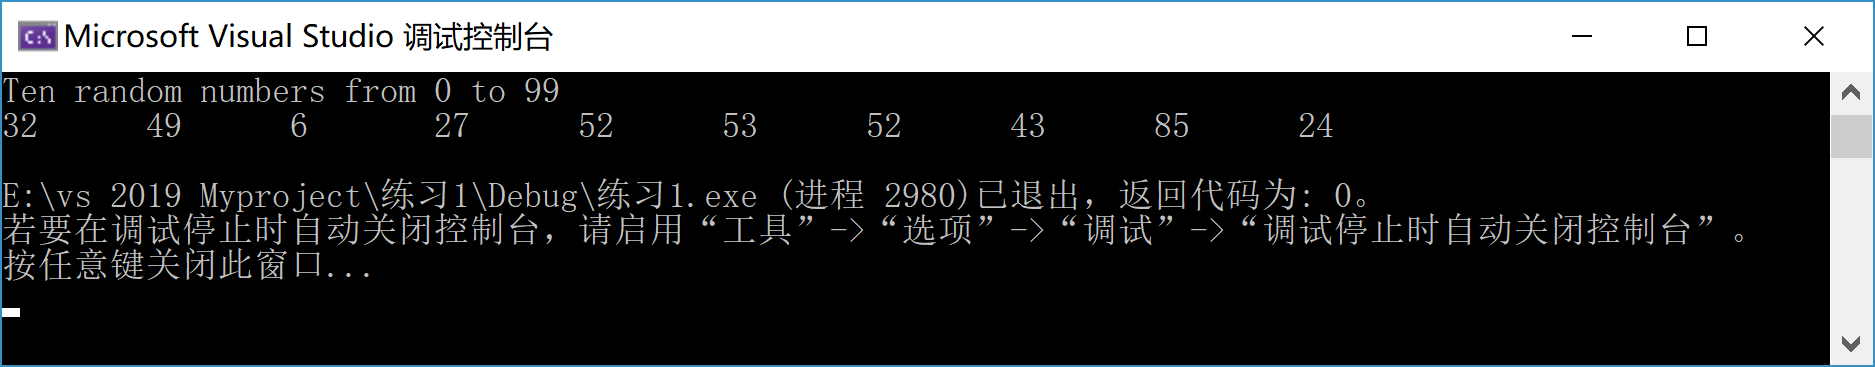 Microsoft Visual Studio 调试控制台
Ten random numbers from 0 to 99
32 49 6 27 52 53 52 43 85 24
E:\vs 2019 Myproject\练习1\Debug\练习1.exe (进程 2980)已退出，返回代码为: 0。
若要在调试停止时自动关闭控制台，请启用“工具”->“选项”->“调试”->“调试停止时自动关闭控制台”。
按任意键关闭此窗口...